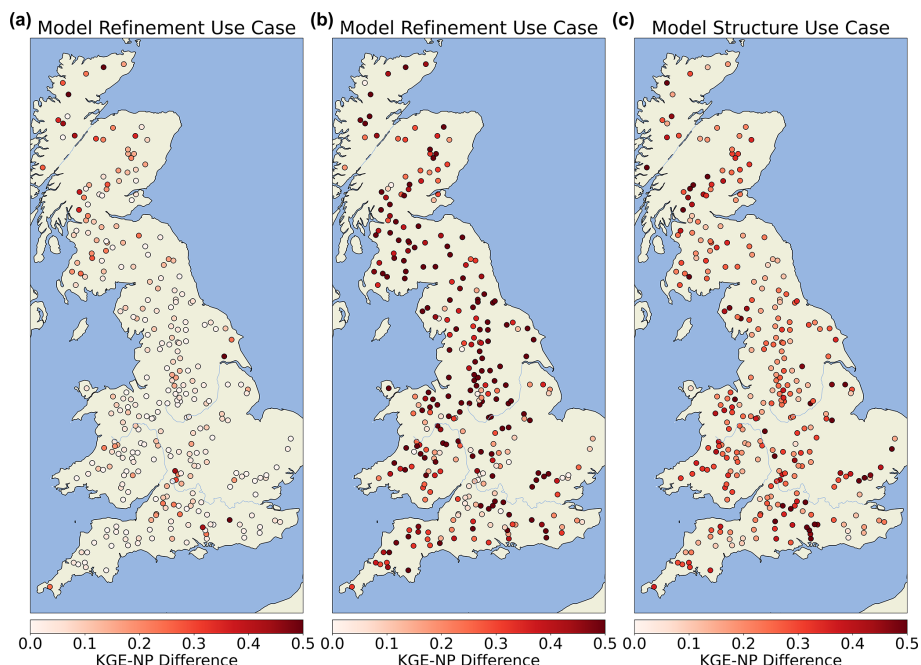 (a) Model Refinement Use Case (b) Model Refinement Use Case (c) Model Structure Use Case
0.0 0.1 0.2 0.3 0.4 0.5 0.0 0.1 0.2 0.3 0.4 0.5 0.0 0.1 0.2 0.3 0.4 0.5
KGE-NP Difference KGE-NP Difference KGE-NP Difference